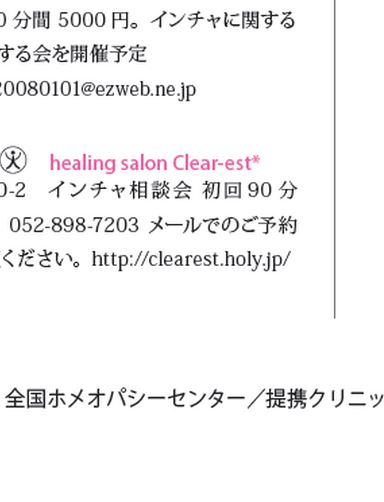 0 分間 5000 円。インチャに関する
する会を開催予定
20080101@ezweb.ne.jp
healing salon Clear-est*
0-2　インチャ相談会 初回 90 分
052-898-7203 メールでのご予約
ください。http://clearest.holy.jp/
全国ホメオパシーセンター／提携クリニッ